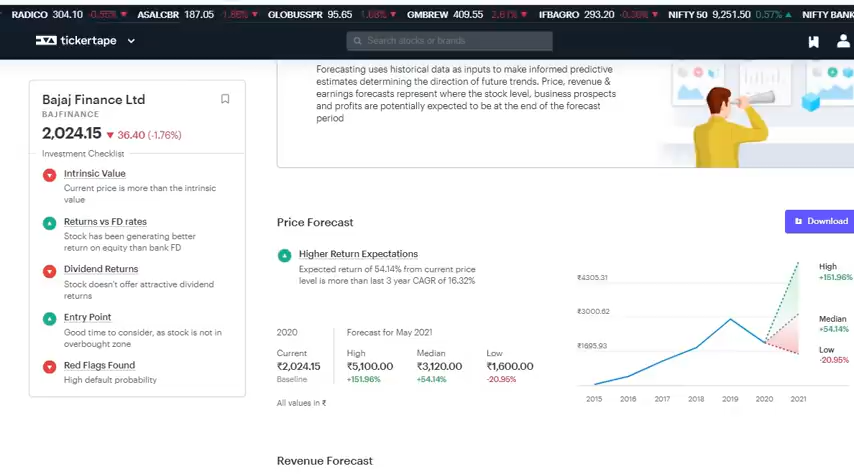 RADICO 304.10 -0.55% ▼ ASALCBR 187.05 -1.86% ▼ GLOBUSSPR 95.65 -1.68% ▼ GMBREW 409.55 -2.61% ▼ IFBAGRO 293.20 -0.36% ▼ NIFTY 50 9,251.50 0.57% ▲ NIFTY BANK
tickertape
Search stocks or brands
Bajaj Finance Ltd
BAJFINANCE
2,024.15 ▼ 36.40 (-1.76%)
Investment Checklist
Intrinsic Value
Current price is more than the intrinsic
value
Returns vs FD rates
Stock has been generating better
return on equity than bank FD
Dividend Returns
Stock doesn't offer attractive dividend
returns
Entry Point
Good time to consider, as stock is not in
overbought zone
Red Flags Found
High default probability
Forecasting uses historical data as inputs to make informed predictive
estimates determining the direction of future trends. Price, revenue &
earnings forecasts represent where the stock level, business prospects
and profits are potentially expected to be at the end of the forecast
period
Price Forecast
Download
Higher Return Expectations
Expected return of 54.14% from current price
level is more than last 3 year CAGR of 16.32%
2020 Forecast for May 2021
Current High Median Low
₹2,024.15 ₹5,100.00 ₹3,120.00 ₹1,600.00
Baseline +151.96% +54.14% -20.95%
All values in ₹
₹4305.31
₹3000.62
₹1695.93
High
+151.96%
Median
+54.14%
Low
-20.95%
2015 2016 2017 2018 2019 2020 2021
Revenue Forecast